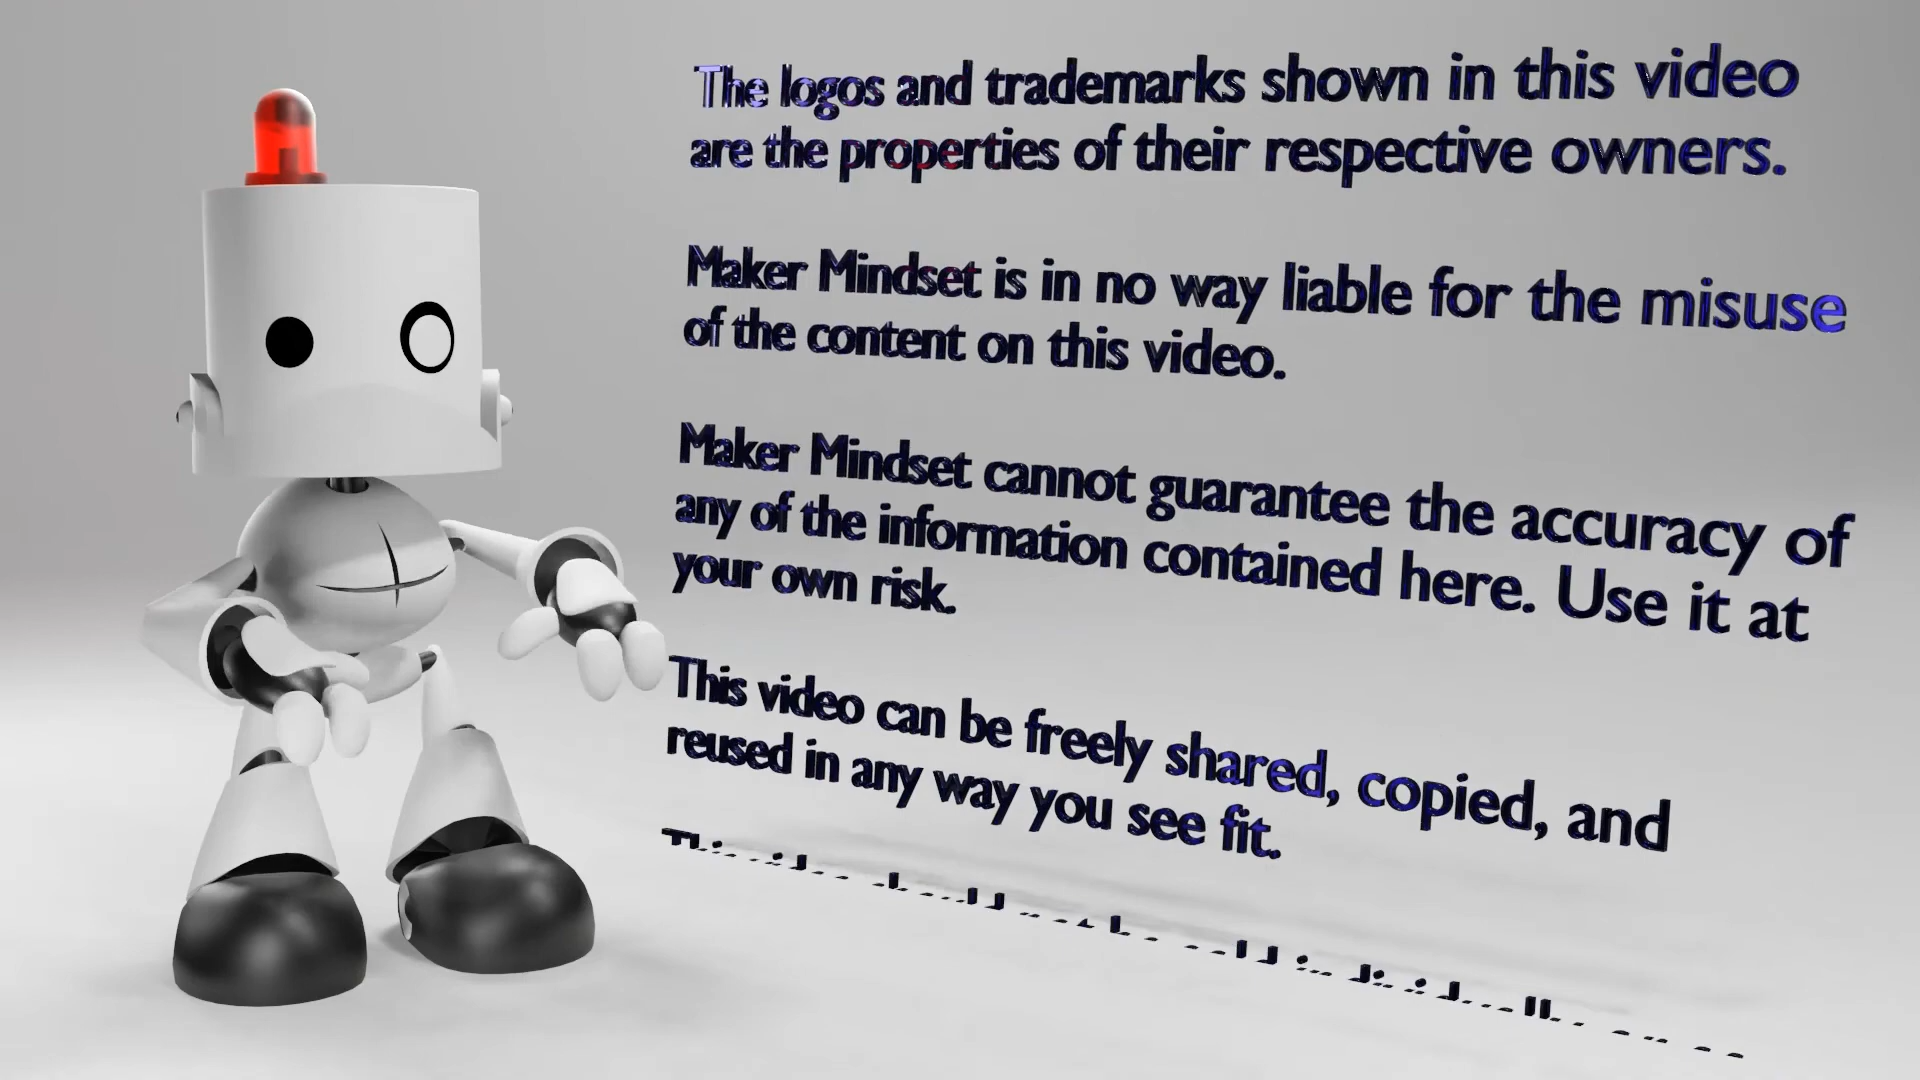 The logos and trademarks shown in this video
are the properties of their respective owners.
Maker Mindset is in no way liable for the misuse
of the content on this video.
Maker Mindset cannot guarantee the accuracy of
any of the information contained here. Use it at
your own risk.
This video can be freely shared, copied, and
reused in any way you see fit.